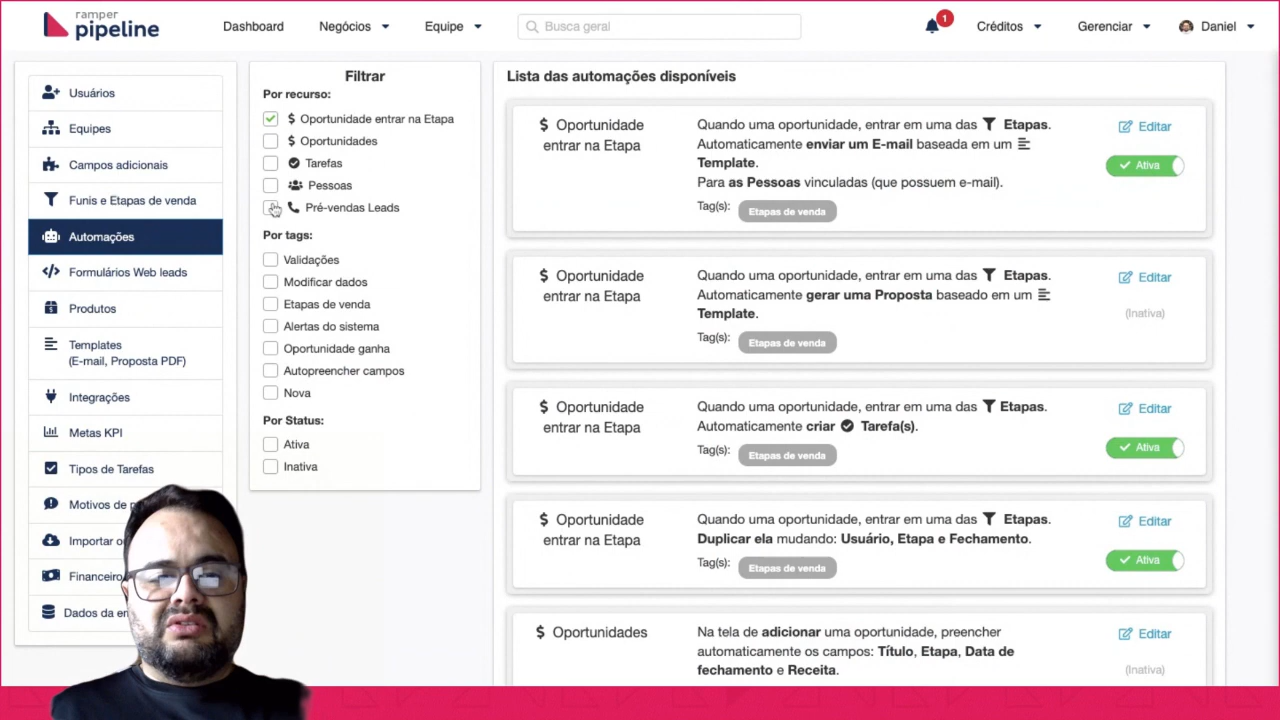 ramper
pipeline
Dashboard
Negócios
Equipe
Busca geral
1
Créditos
Gerenciar
Daniel
Usuários
Equipes
Campos adicionais
Funis e Etapas de venda
Automações
Formulários Web leads
Produtos
Templates
(E-mail, Proposta PDF)
Integrações
Metas KPI
Tipos de Tarefas
Motivos de
Importar
Financeiro
Dados da
Filtrar
Por recurso:
$ Oportunidade entrar na Etapa
$ Oportunidades
Tarefas
Pessoas
Pré-vendas Leads
Por tags:
Validações
Modificar dados
Etapas de venda
Alertas do sistema
Oportunidade ganha
Autopreencher campos
Nova
Por Status:
Ativa
Inativa
Lista das automações disponíveis
$ Oportunidade
entrar na Etapa
Quando uma oportunidade, entrar em uma das Etapas.
Automaticamente enviar um E-mail baseada em um
Template.
Para as Pessoas vinculadas (que possuem e-mail).
Tag(s): Etapas de venda
Editar
Ativa
$ Oportunidade
entrar na Etapa
Quando uma oportunidade, entrar em uma das Etapas.
Automaticamente gerar uma Proposta baseado em um
Template.
Tag(s): Etapas de venda
Editar
(Inativa)
$ Oportunidade
entrar na Etapa
Quando uma oportunidade, entrar em uma das Etapas.
Automaticamente criar Tarefa(s).
Tag(s): Etapas de venda
Editar
Ativa
$ Oportunidade
entrar na Etapa
Quando uma oportunidade, entrar em uma das Etapas.
Duplicar ela mudando: Usuário, Etapa e Fechamento.
Tag(s): Etapas de venda
Editar
Ativa
$ Oportunidades
Na tela de adicionar uma oportunidade, preencher
automaticamente os campos: Título, Etapa, Data de
fechamento e Receita.
Editar
(Inativa)